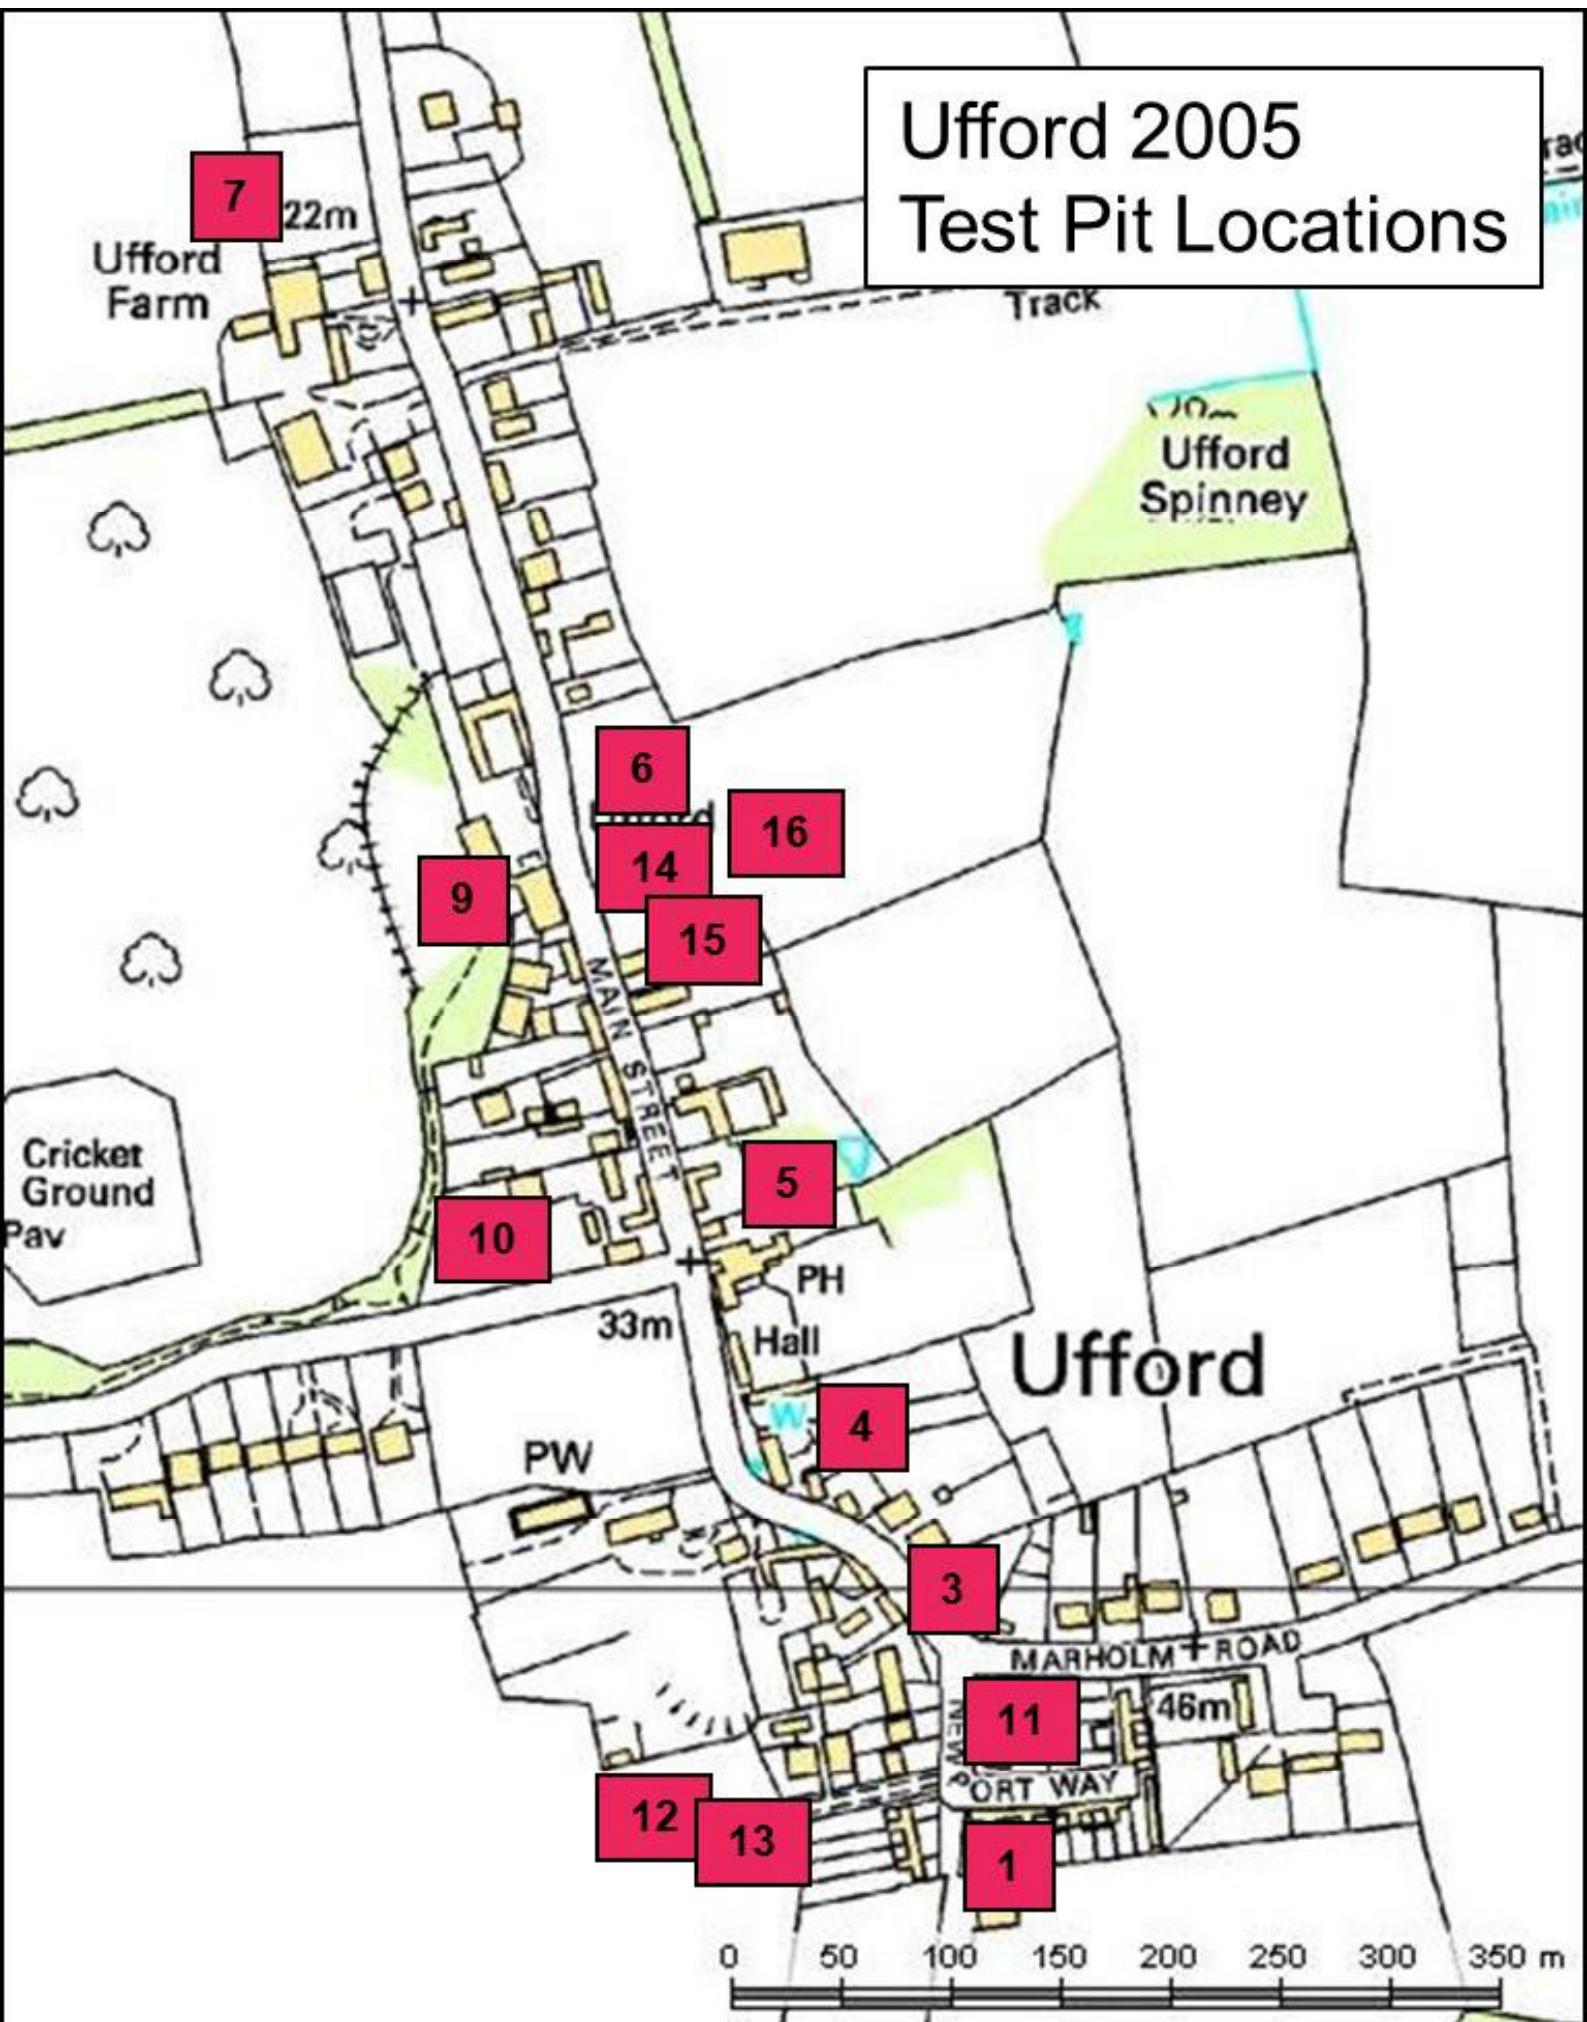 Ufford 2005
Test Pit Locations
7
22m
Ufford
Farm
Track
Ufford
Spinney
6
16
14
9
15
MAIN STREET
Cricket
Ground
Pav
5
10
PH
33m
Hall
Ufford
W
4
PW
3
MARHOLM ROAD
11
46m
NEWPORT WAY
12
13
1
0 50 100 150 200 250 300 350 m